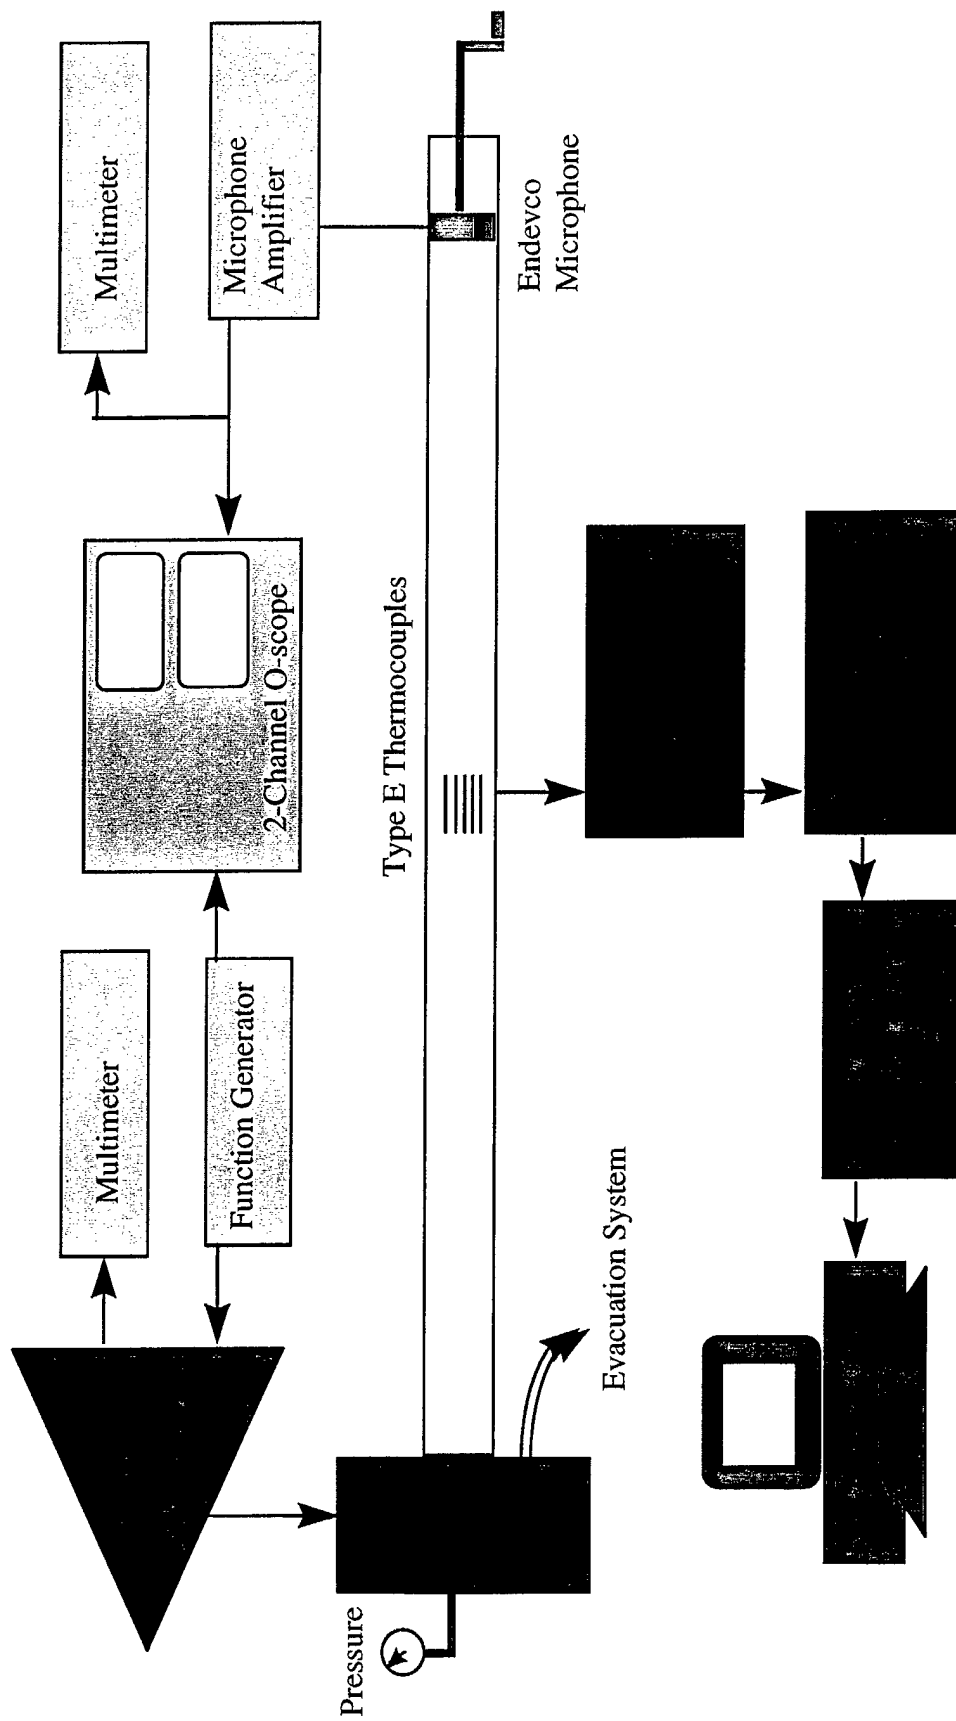 Multimeter
Multimeter
Function Generator
2-Channel O-scope
Microphone
Amplifier
Type E Thermocouples
Pressure
Evacuation System
Endevco
Microphone